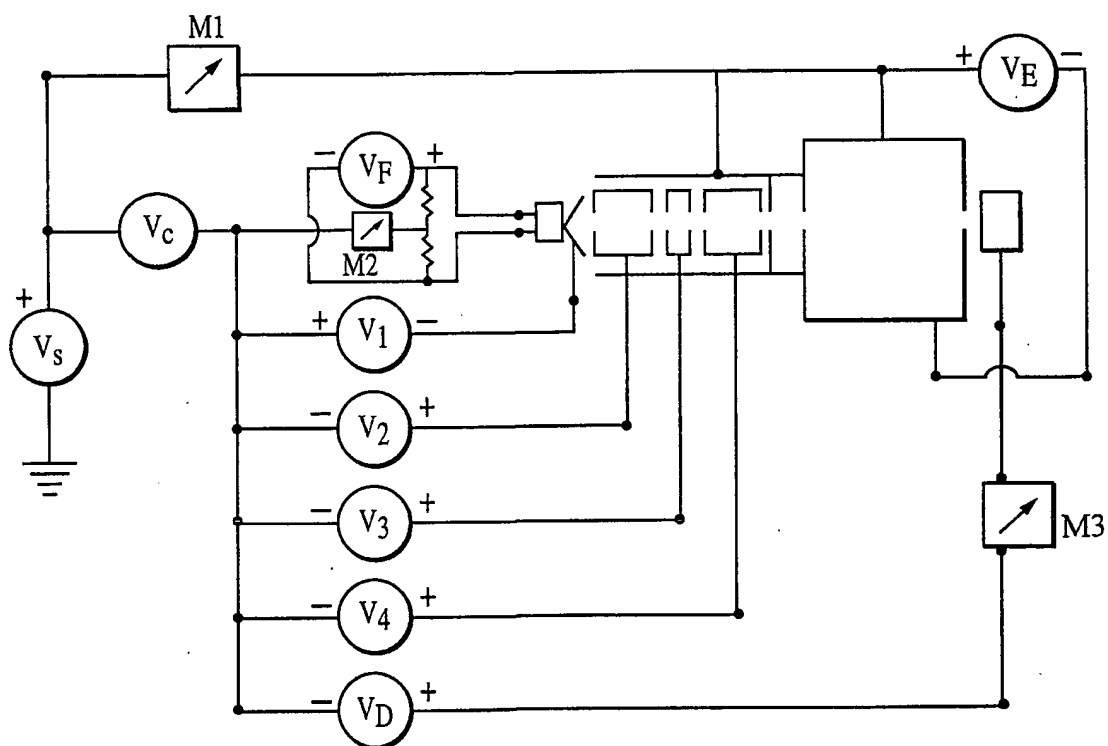 M1
+ V_E −
− V_F +
V_c
M2
+
V_s
+ V_1 −
− V_2 +
− V_3 +
M3
− V_4 +
− V_D +